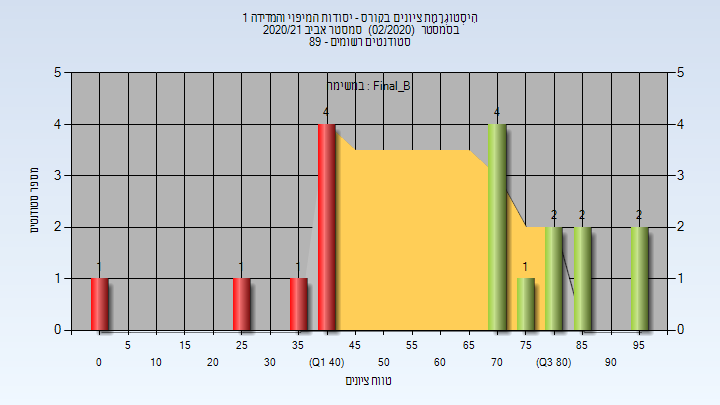 היסטוגרמת ציונים בקורס - יסודות המיפוי והמדידה 1
בסמסטר (02/2020) סמסטר אביב 2020/21
סטודנטים רשומים - 89
במשימה : Final_B
מספר סטודנטים
5 5
4 4
3 3
2 2
1 1
0 0
1 1 1 4 4 1 2 2 2
5 15 25 35 45 55 65 75 85 95
0 10 20 30 (Q1 40) 50 60 70 (Q3 80) 90
טווח ציונים